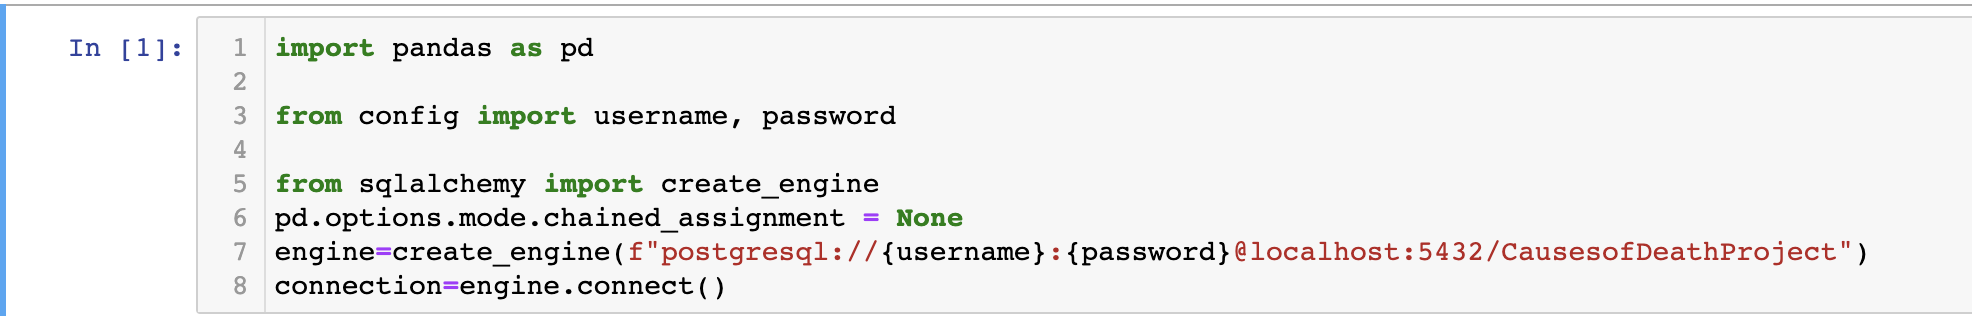 In [1]:
1 import pandas as pd
2
3 from config import username, password
4
5 from sqlalchemy import create_engine
6 pd.options.mode.chained_assignment = None
7 engine=create_engine(f"postgresql://{username}:{password}@localhost:5432/CausesofDeathProject")
8 connection=engine.connect()